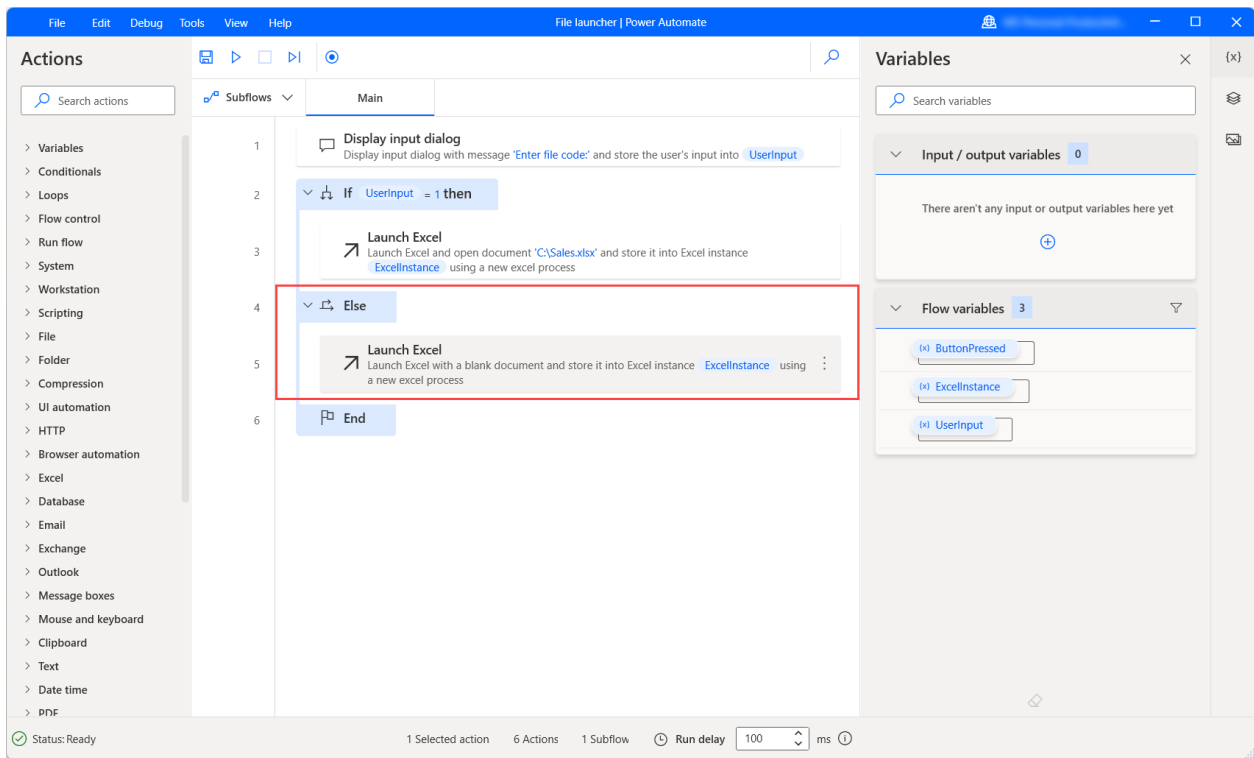 File Edit Debug Tools View Help
File launcher | Power Automate
Actions
Search actions
Variables
Conditionals
Loops
Flow control
Run flow
System
Workstation
Scripting
File
Folder
Compression
UI automation
HTTP
Browser automation
Excel
Database
Email
Exchange
Outlook
Message boxes
Mouse and keyboard
Clipboard
Text
Date time
PDF
Subflows
Main
1
Display input dialog
Display input dialog with message 'Enter file code:' and store the user's input into UserInput
2
If UserInput = 1 then
3
Launch Excel
Launch Excel and open document 'C:\Sales.xlsx' and store it into Excel instance
ExcelInstance using a new excel process
4
Else
5
Launch Excel
Launch Excel with a blank document and store it into Excel instance ExcelInstance using
a new excel process
6
End
Variables
{x}
Search variables
Input / output variables 0
There aren't any input or output variables here yet
Flow variables 3
(x) ButtonPressed
(x) ExcelInstance
(x) UserInput
Status: Ready
1 Selected action
6 Actions
1 Subflow
Run delay 100 ms